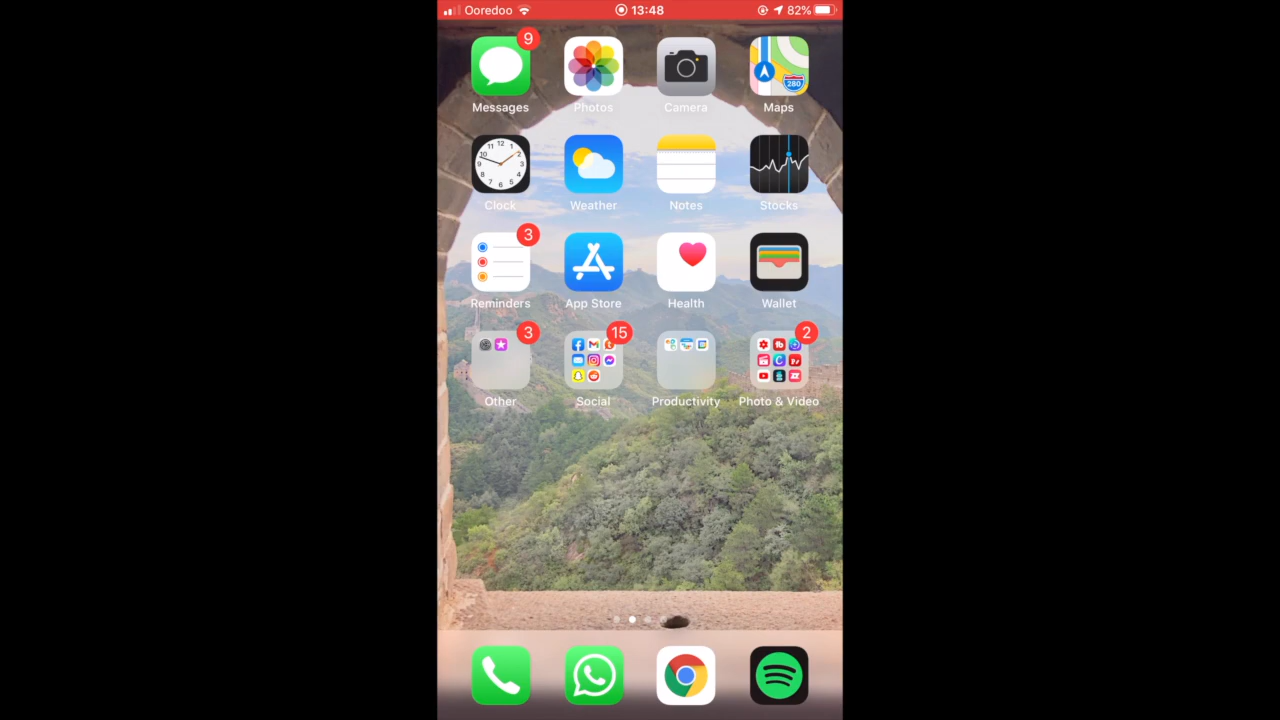 Ooredoo 13:48 82%
9
Messages Photos Camera Maps
280
Clock Weather Notes Stocks
3
Reminders App Store Health Wallet
3 15 2
Other Social Productivity Photo & Video